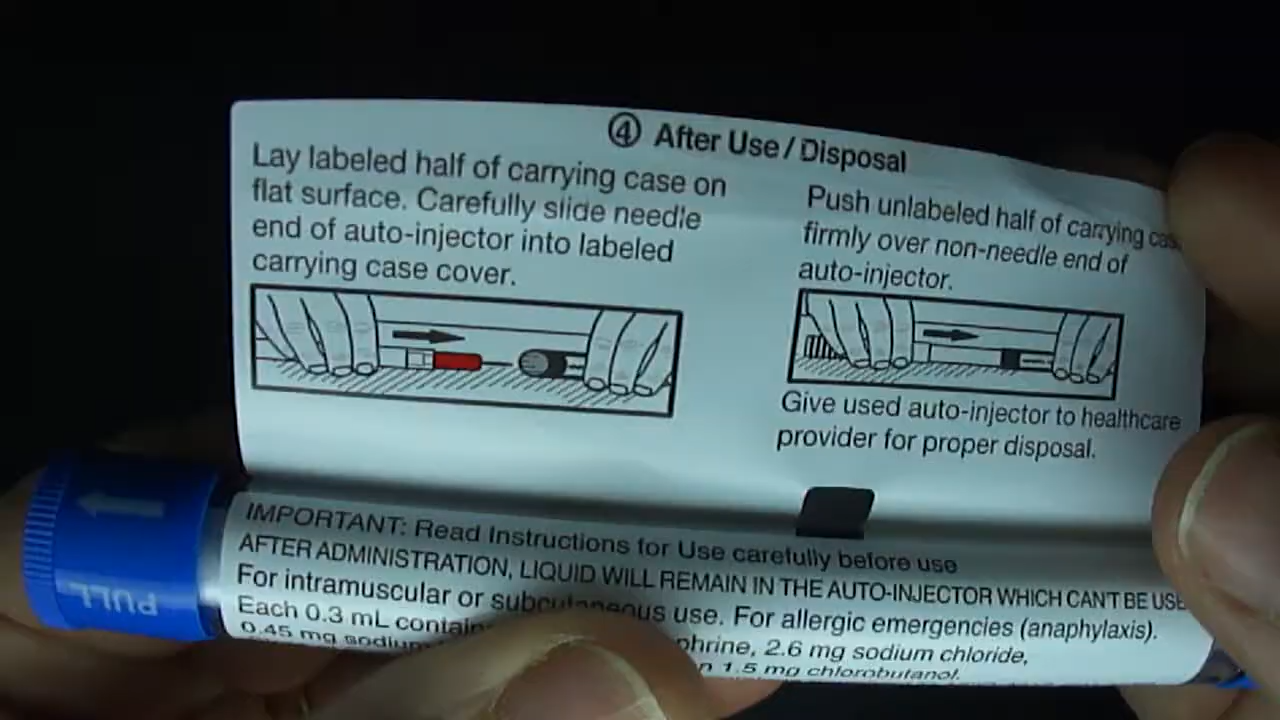 ④ After Use / Disposal
Lay labeled half of carrying case on
flat surface. Carefully slide needle
end of auto-injector into labeled
carrying case cover.
Push unlabeled half of carrying
firmly over non-needle end of
auto-injector.
Give used auto-injector to healthcare
provider for proper disposal.
PULL
IMPORTANT: Read Instructions for Use carefully before use
AFTER ADMINISTRATION, LIQUID WILL REMAIN IN THE AUTO-INJECTOR WHICH CAN'T BE
For intramuscular or subcutaneous use. For allergic emergencies (anaphylaxis).
Each 0.3 mL 2.6 mg sodium chloride,
0.45 mg 1.5 mg chlorobutanol.